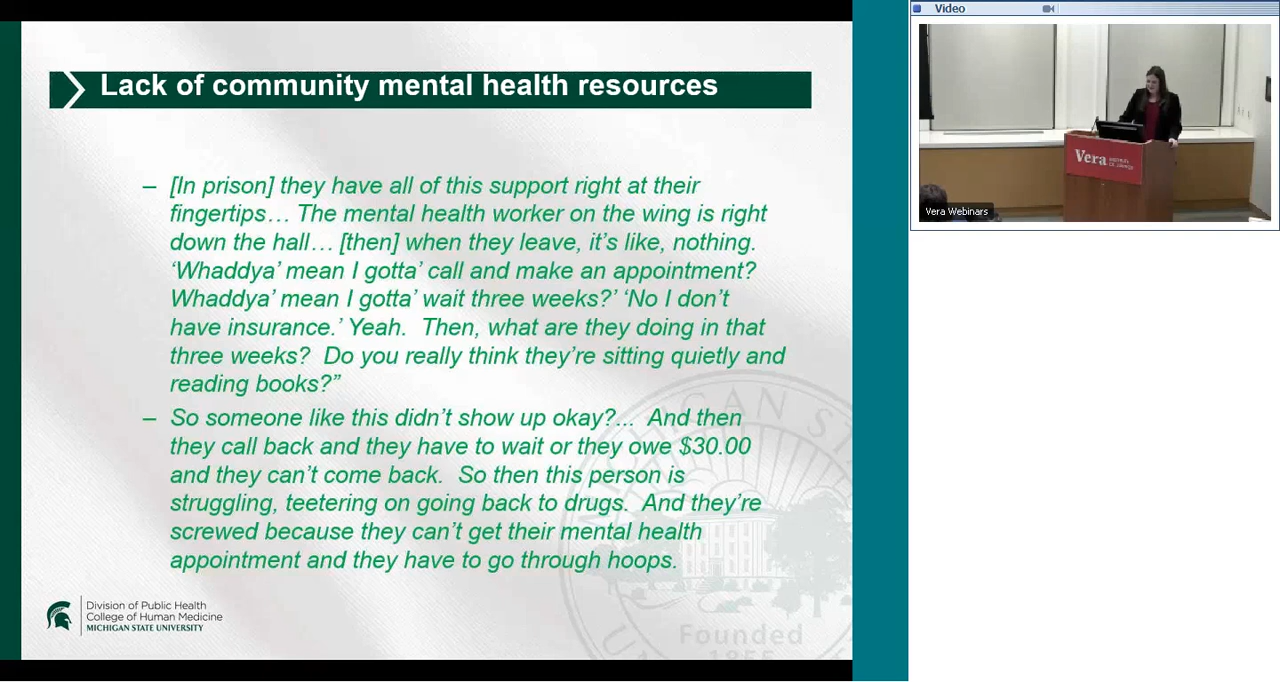 Lack of community mental health resources
– [In prison] they have all of this support right at their
fingertips… The mental health worker on the wing is right
down the hall… [then] when they leave, it’s like, nothing.
‘Whaddya’ mean I gotta’ call and make an appointment?
Whaddya’ mean I gotta’ wait three weeks?’ ‘No I don’t
have insurance.’ Yeah.  Then, what are they doing in that
three weeks?  Do you really think they’re sitting quietly and
reading books?”
– So someone like this didn’t show up okay?...  And then
they call back and they have to wait or they owe $30.00
and they can’t come back.  So then this person is
struggling, teetering on going back to drugs.  And they’re
screwed because they can’t get their mental health
appointment and they have to go through hoops.
Division of Public Health
College of Human Medicine
MICHIGAN STATE UNIVERSITY
MICHIGAN STA
Founded
1855
Video
Vera
Vera Webinars